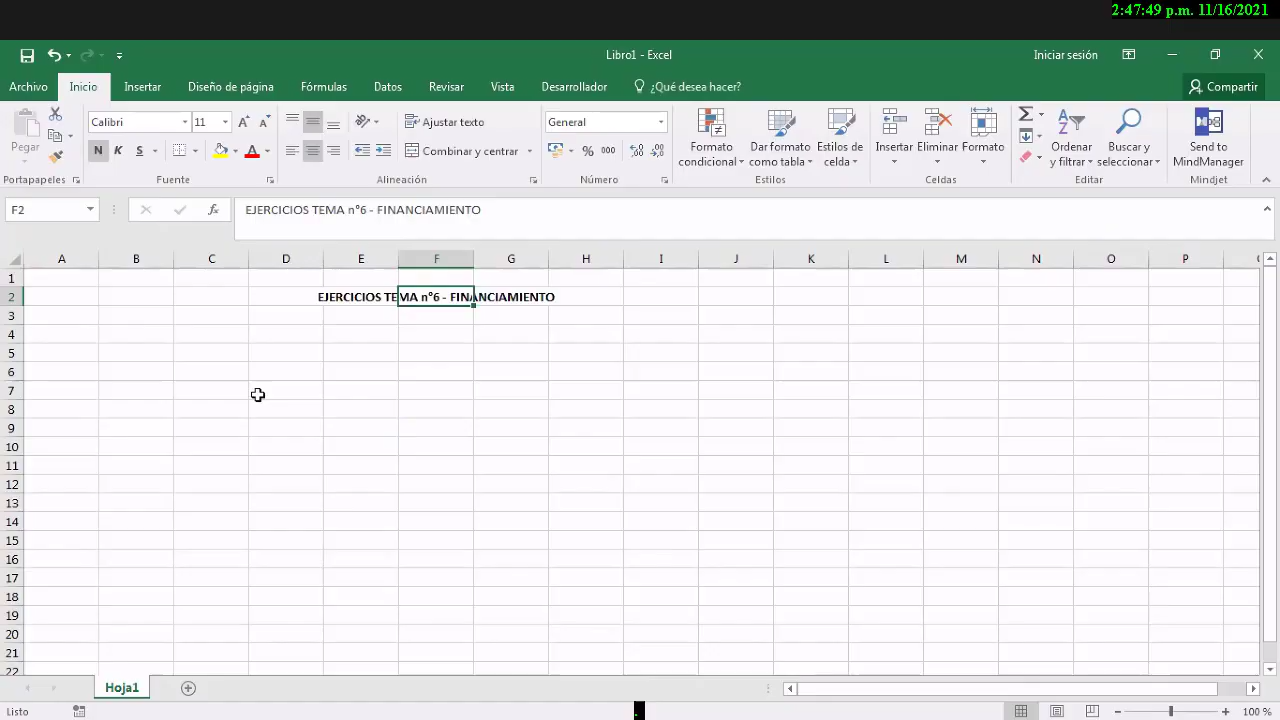 2:47:49 p.m. 11/16/2021
Libro1 - Excel
Iniciar sesión
Archivo Inicio Insertar Diseño de página Fórmulas Datos Revisar Vista Desarrollador ¿Qué desea hacer? Compartir
Pegar
Calibri 11
N K S
Ajustar texto
Combinar y centrar
General
% 000
Formato condicional
Dar formato como tabla
Estilos de celda
Insertar
Eliminar
Formato
Ordenar y filtrar
Buscar y seleccionar
Send to MindManager
Portapapeles Fuente Alineación Número Estilos Celdas Editar Mindjet
F2 fx EJERCICIOS TEMA n°6 - FINANCIAMIENTO
A B C D E F G H I J K L M N O P
1
2 EJERCICIOS TEMA n°6 - FINANCIAMIENTO
3
4
5
6
7
8
9
10
11
12
13
14
15
16
17
18
19
20
21
22
Hoja1
Listo
100 %